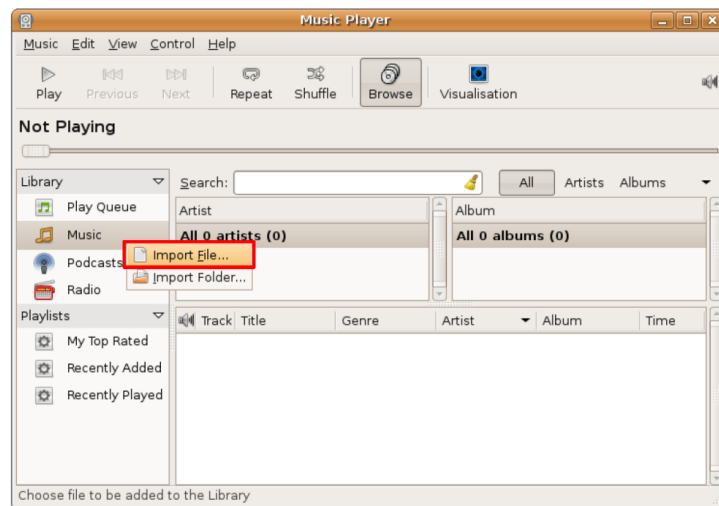 Music Player
Music Edit View Control Help
Play Previous Next Repeat Shuffle Browse Visualisation
Not Playing
Library
Search: All Artists Albums
Play Queue
Artist Album
Music
All 0 artists (0) All 0 albums (0)
Import File...
Podcasts
Import Folder...
Radio
Playlists
Track Title Genre Artist Album Time
My Top Rated
Recently Added
Recently Played
Choose file to be added to the Library